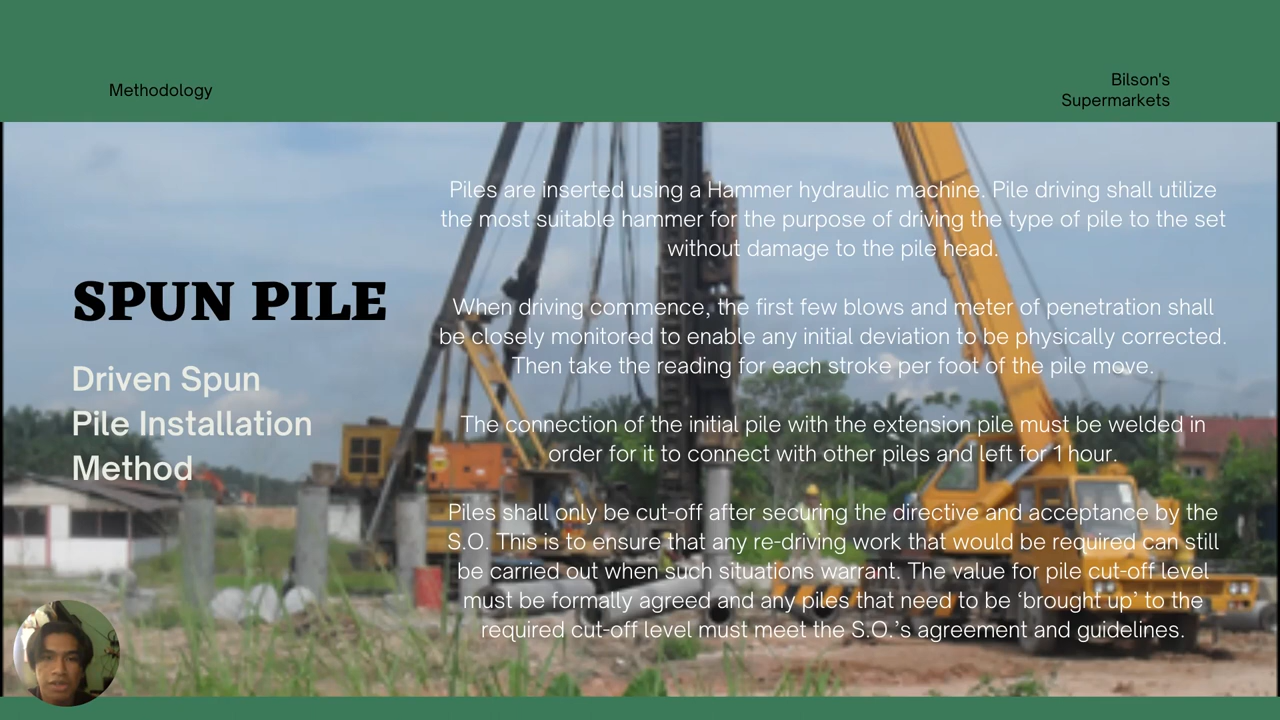 Methodology
Bilson's
Supermarkets
SPUN PILE
Driven Spun
Pile Installation
Method
Piles are inserted using a Hammer hydraulic machine. Pile driving shall utilize
the most suitable hammer for the purpose of driving the type of pile to the set
without damage to the pile head.
When driving commence, the first few blows and meter of penetration shall
be closely monitored to enable any initial deviation to be physically corrected.
Then take the reading for each stroke per foot of the pile move.
The connection of the initial pile with the extension pile must be welded in
order for it to connect with other piles and left for 1 hour.
Piles shall only be cut-off after securing the directive and acceptance by the
S.O. This is to ensure that any re-driving work that would be required can still
be carried out when such situations warrant. The value for pile cut-off level
must be formally agreed and any piles that need to be ‘brought up’ to the
required cut-off level must meet the S.O.’s agreement and guidelines.